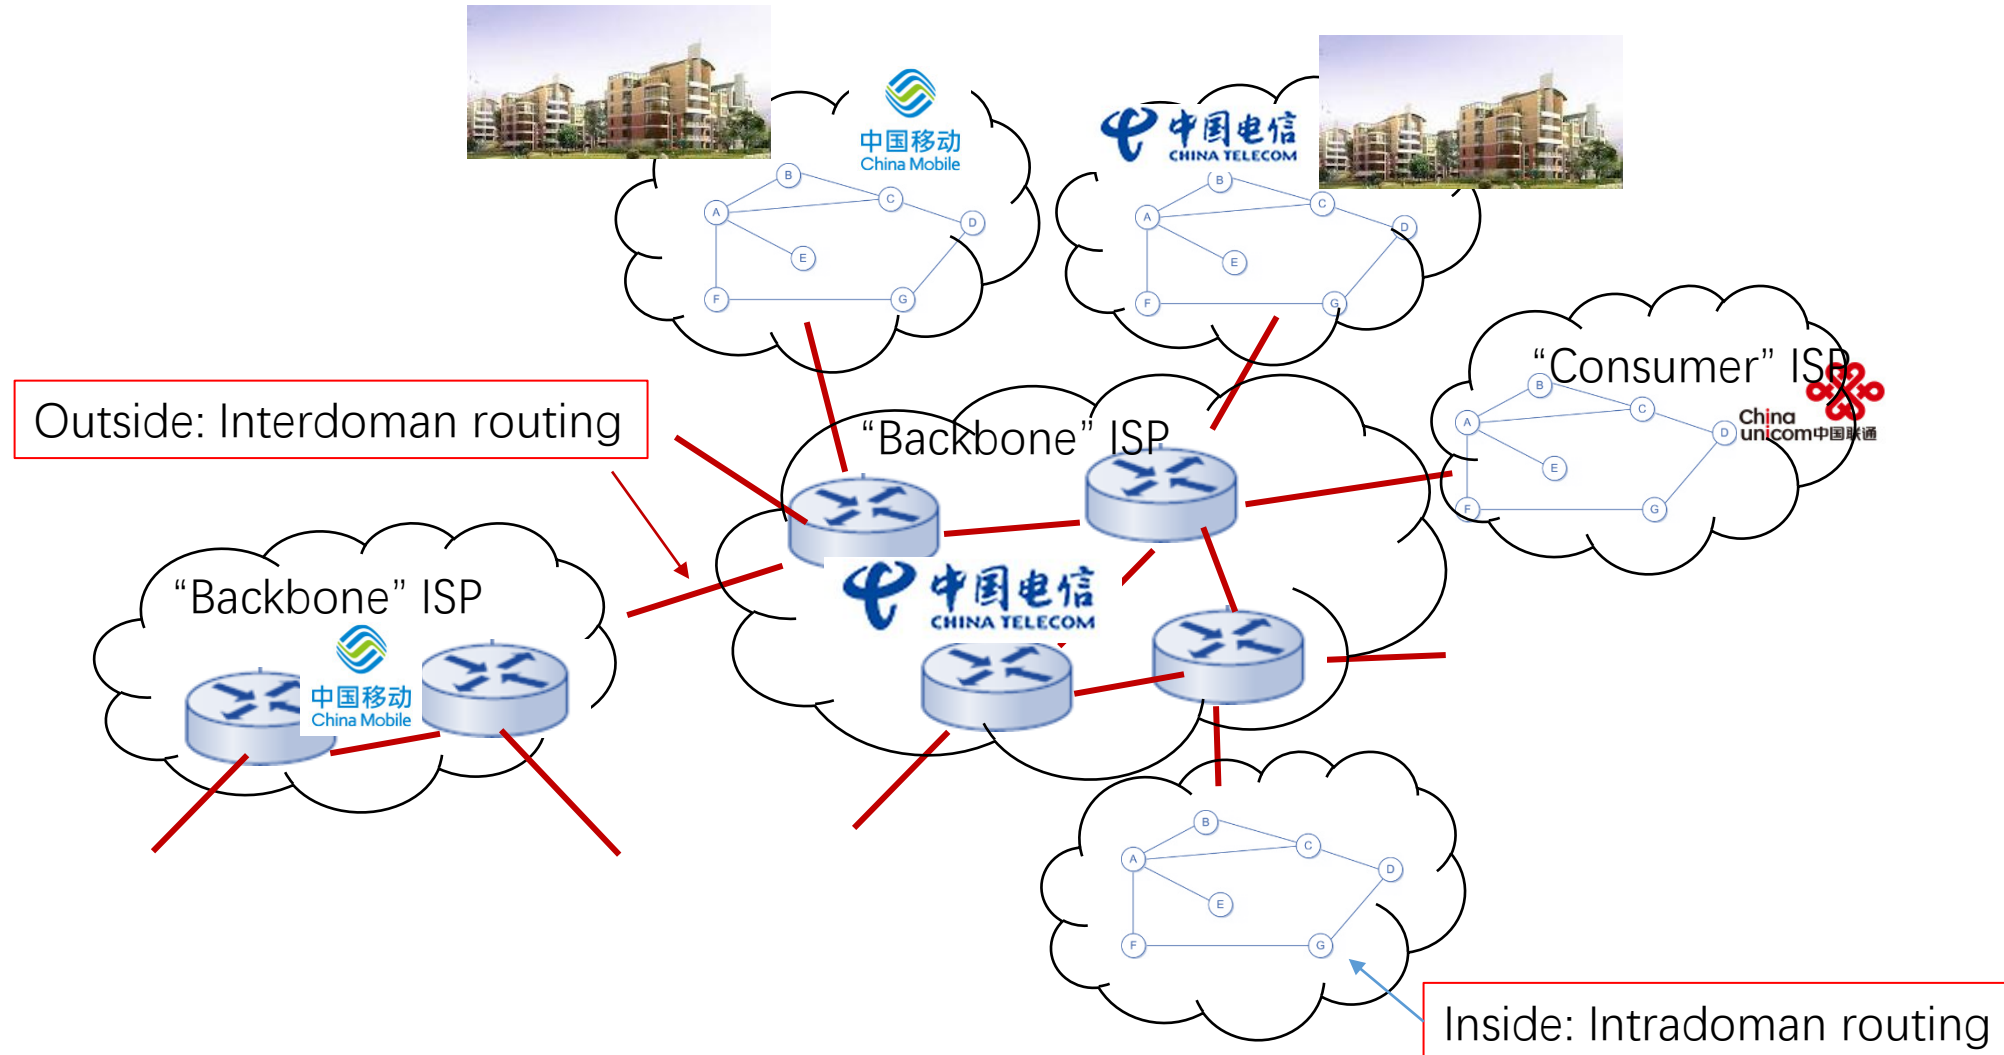 中国移动
China Mobile
B
A
C
D
E
F
G
中国电信
CHINA TELECOM
B
A
C
D
E
F
G
“Consumer” ISP
B
A
C
D
E
F
G
China
unicom中国联通
Outside: Interdoman routing
“Backbone” ISP
中国电信
CHINA TELECOM
“Backbone” ISP
中国移动
China Mobile
B
A
C
D
E
F
G
Inside: Intradoman routing